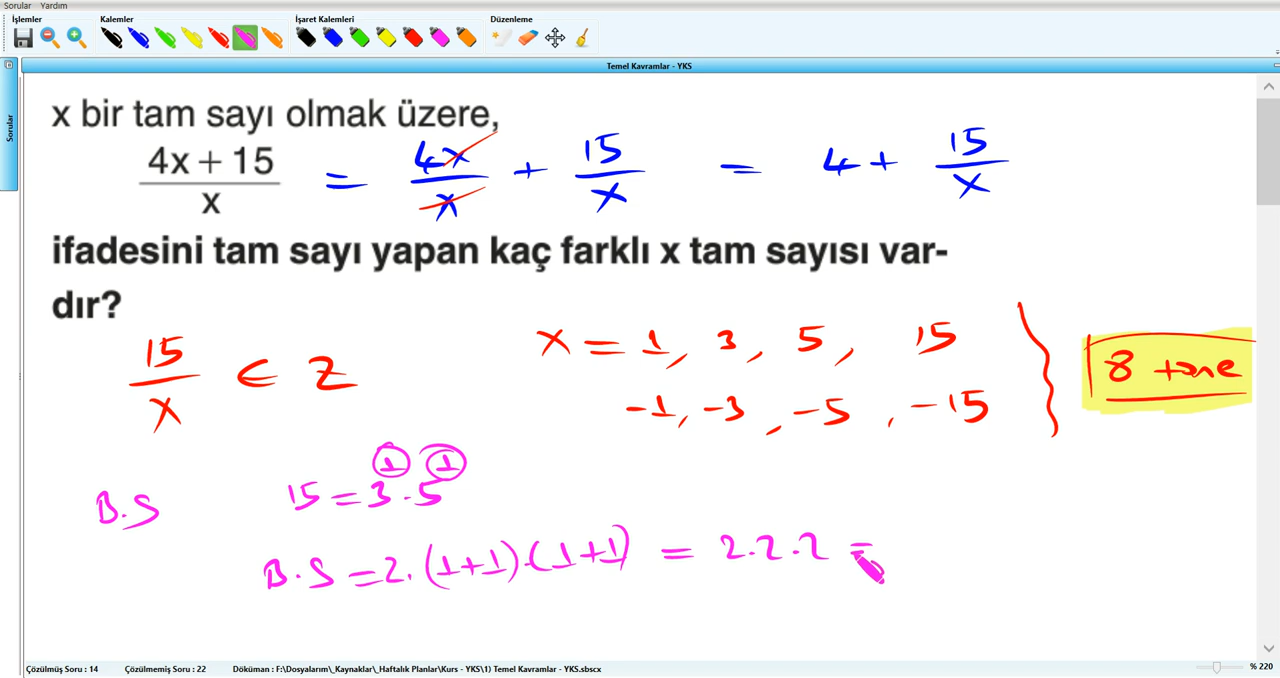 Sorular Yardım
İşlemler Kalemler İşaret Kalemleri Düzenleme
Temel Kavramlar - YKS
Sorular
x bir tam sayı olmak üzere,
4x + 15 / x = 4x / x + 15 / x = 4 + 15 / x
ifadesini tam sayı yapan kaç farklı x tam sayısı var-
dır?
15 / x ∈ Z
x = 1, 3, 5, 15
-1, -3, -5, -15
8 tane
B.S 15 = 3^1 . 5^1
B.S = 2.(1+1).(1+1) = 2.2.2 =
Çözülmüş Soru : 14 Çözülmemiş Soru : 22 Döküman : F:\Dosyalarım\_Kaynaklar\_Haftalık Planlar\Kurs - YKS\1) Temel Kavramlar - YKS.sbscx % 220